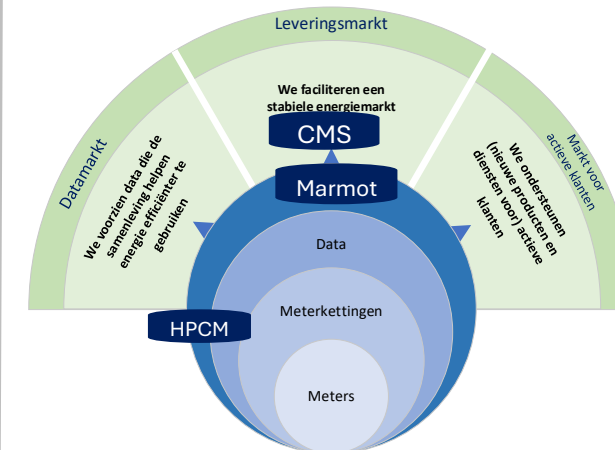 Leveringsmarkt
We faciliteren een
stabiele energiemarkt
CMS
Marmot
Datamarkt
We voorzien data die de
samenleving helpen
energie efficiënter te
gebruiken
Markt voor
actieve klanten
We ondersteunen
(nieuwe producten en
diensten voor) actieve
klanten
Data
HPCM
Meterkettingen
Meters